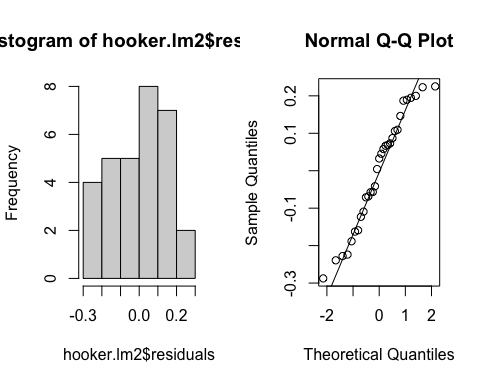 stogram of hooker.lm2$res
Frequency
8
6
4
2
0
-0.3
0.0
0.2
hooker.lm2$residuals
Normal Q-Q Plot
Sample Quantiles
0.2
0.1
-0.1
-0.3
-2
0
1
2
Theoretical Quantiles